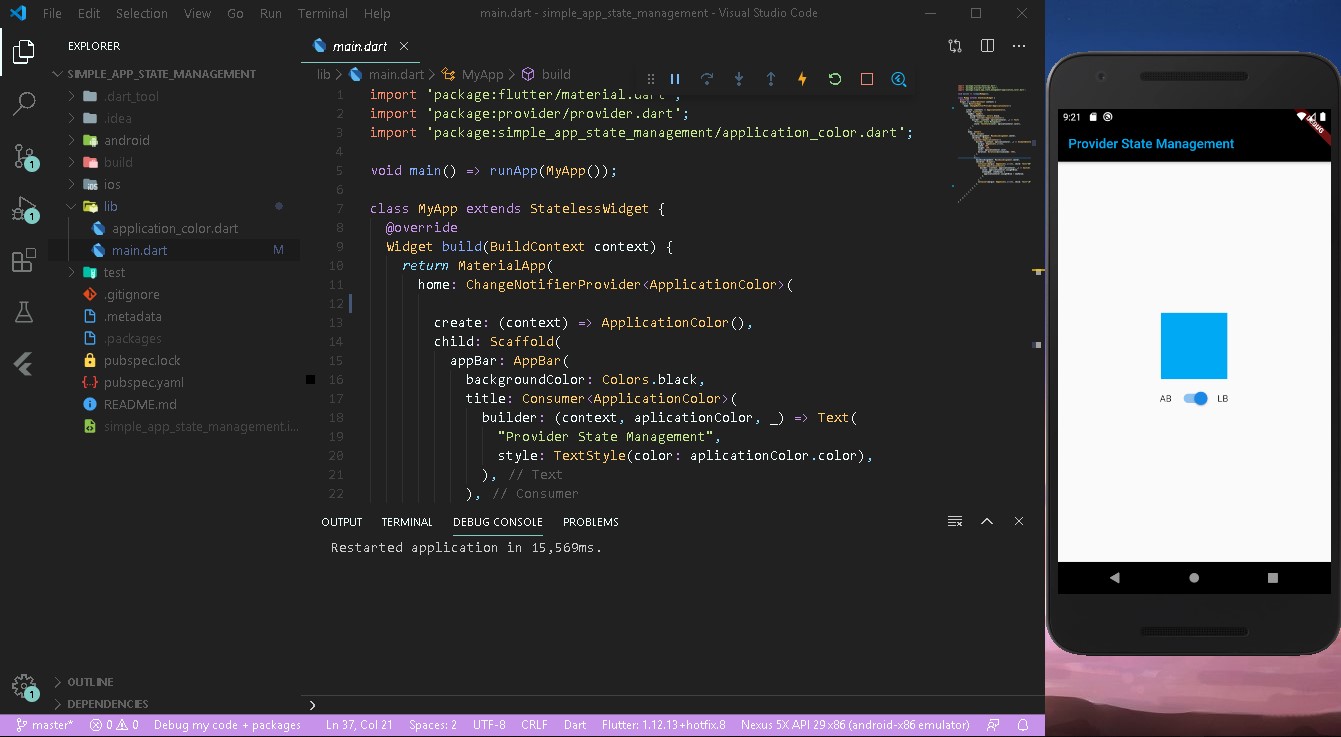 File Edit Selection View Go Run Terminal Help
main.dart - simple_app_state_management - Visual Studio Code
EXPLORER
SIMPLE_APP_STATE_MANAGEMENT
.dart_tool
.idea
android
build
ios
lib
application_color.dart
main.dart M
test
.gitignore
.metadata
.packages
pubspec.lock
pubspec.yaml
README.md
simple_app_state_management.i...
OUTLINE
DEPENDENCIES
1
1
1
main.dart
lib > main.dart > MyApp > build
1 import 'package:flutter/material.dart';
2 import 'package:provider/provider.dart';
3 import 'package:simple_app_state_management/application_color.dart';
4
5 void main() => runApp(MyApp());
6
7 class MyApp extends StatelessWidget {
8 @override
9 Widget build(BuildContext context) {
10 return MaterialApp(
11 home: ChangeNotifierProvider<ApplicationColor>(
12
13 create: (context) => ApplicationColor(),
14 child: Scaffold(
15 appBar: AppBar(
16 backgroundColor: Colors.black,
17 title: Consumer<ApplicationColor>(
18 builder: (context, aplicationColor, _) => Text(
19 "Provider State Management",
20 style: TextStyle(color: aplicationColor.color),
21 ), // Text
22 ), // Consumer
OUTPUT TERMINAL DEBUG CONSOLE PROBLEMS
Restarted application in 15,569ms.
master* 0 0 Debug my code + packages Ln 37, Col 21 Spaces: 2 UTF-8 CRLF Dart Flutter: 1.12.13+hotfix.8 Nexus 5X API 29 x86 (android-x86 emulator)
9:21
DEBUG
Provider State Management
AB LB